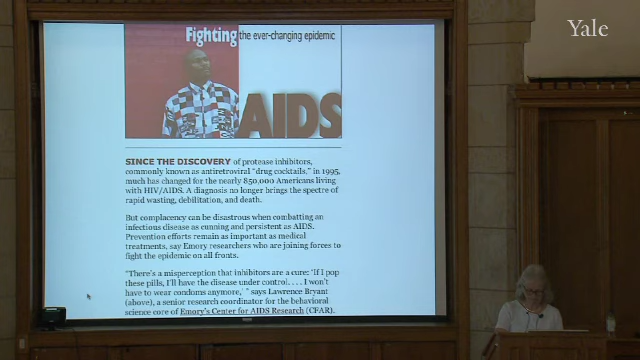 Yale
Fighting the ever-changing epidemic
AIDS
SINCE THE DISCOVERY of protease inhibitors,
commonly known as antiretroviral "drug cocktails," in 1995,
much has changed for the nearly 850,000 Americans living
with HIV/AIDS. A diagnosis no longer brings the spectre of
rapid wasting, debilitation, and death.
But complacency can be disastrous when combatting an
infectious disease as cunning and persistent as AIDS.
Prevention efforts remain as important as medical
treatments, say Emory researchers who are joining forces to
fight the epidemic on all fronts.
"There's a misperception that inhibitors are a cure: 'If I pop
these pills, I'll have the disease under control. . . . I won't
have to wear condoms anymore,' " says Lawrence Bryant
(above), a senior research coordinator for the behavioral
science core of Emory's Center for AIDS Research (CFAR).